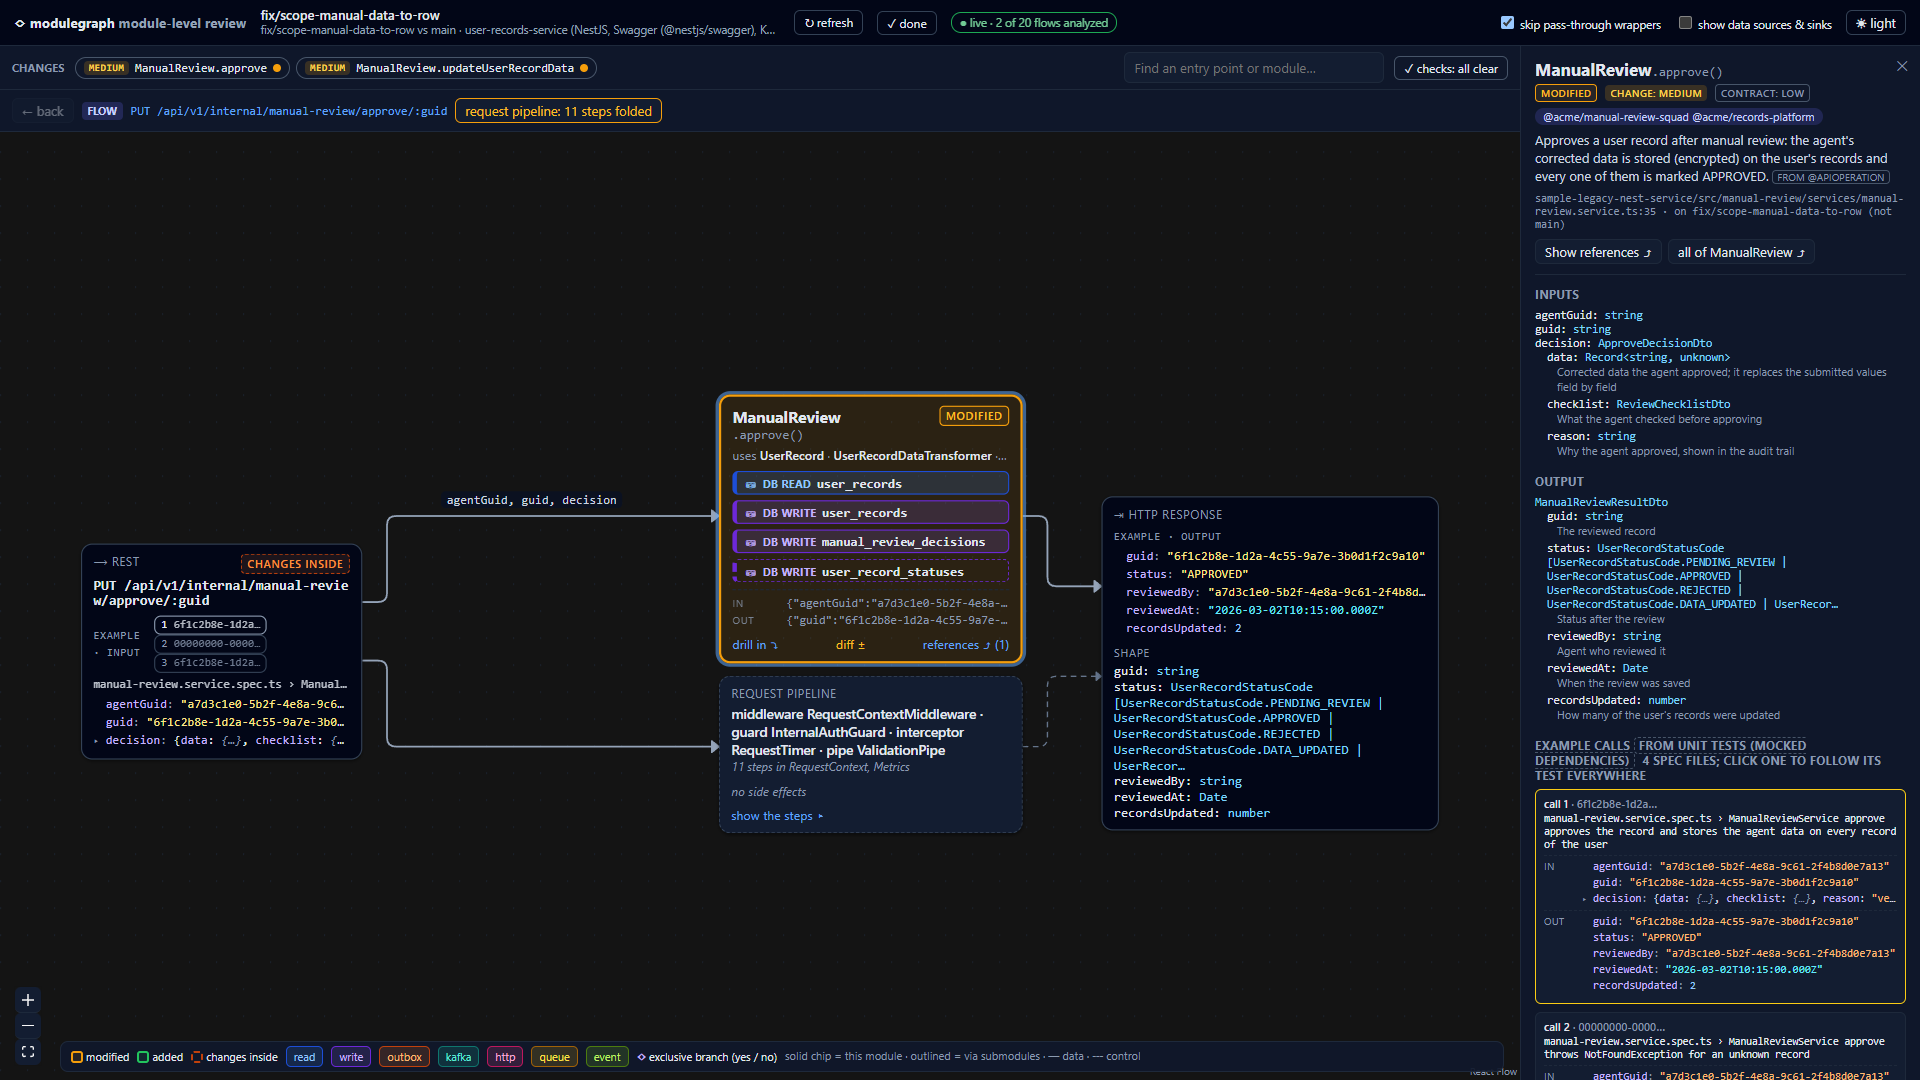 modulegraph module-level review
fix/scope-manual-data-to-row
fix/scope-manual-data-to-row vs main · user-records-service (NestJS, Swagger (@nestjs/swagger), K...
↻ refresh
✓ done
● live · 2 of 20 flows analyzed
skip pass-through wrappers
show data sources & sinks
☀ light
CHANGES
MEDIUM ManualReview.approve
MEDIUM ManualReview.updateUserRecordData
Find an entry point or module...
✓ checks: all clear
← back
FLOW PUT /api/v1/internal/manual-review/approve/:guid
request pipeline: 11 steps folded
agentGuid, guid, decision
→ REST
CHANGES INSIDE
PUT /api/v1/internal/manual-revie
w/approve/:guid
EXAMPLE
· INPUT
1 6f1c2b8e-1d2a…
2 00000000-0000…
3 6f1c2b8e-1d2a…
manual-review.service.spec.ts › Manual…
agentGuid: "a7d3c1e0-5b2f-4e8a-9c6…
guid: "6f1c2b8e-1d2a-4c55-9a7e-3b0…
▸ decision: {data: {…}, checklist: {…
ManualReview
MODIFIED
.approve()
uses UserRecord · UserRecordDataTransformer ·…
DB READ user_records
DB WRITE user_records
DB WRITE manual_review_decisions
DB WRITE user_record_statuses
IN {"agentGuid":"a7d3c1e0-5b2f-4e8a-…
OUT {"guid":"6f1c2b8e-1d2a-4c55-9a7e-…
drill in ⤵
diff ±
references ⤴ (1)
REQUEST PIPELINE
middleware RequestContextMiddleware ·
guard InternalAuthGuard · interceptor
RequestTimer · pipe ValidationPipe
11 steps in RequestContext, Metrics
no side effects
show the steps ▸
⇥ HTTP RESPONSE
EXAMPLE · OUTPUT
guid: "6f1c2b8e-1d2a-4c55-9a7e-3b0d1f2c9a10"
status: "APPROVED"
reviewedBy: "a7d3c1e0-5b2f-4e8a-9c61-2f4b8d…
reviewedAt: "2026-03-02T10:15:00.000Z"
recordsUpdated: 2
SHAPE
guid: string
status: UserRecordStatusCode
[UserRecordStatusCode.PENDING_REVIEW |
UserRecordStatusCode.APPROVED |
UserRecordStatusCode.REJECTED |
UserRecordStatusCode.DATA_UPDATED |
UserRecor…
reviewedBy: string
reviewedAt: Date
recordsUpdated: number
ManualReview.approve()
MODIFIED
CHANGE: MEDIUM
CONTRACT: LOW
@acme/manual-review-squad @acme/records-platform
Approves a user record after manual review: the agent's
corrected data is stored (encrypted) on the user's records and
every one of them is marked APPROVED. FROM @APIOPERATION
sample-legacy-nest-service/src/manual-review/services/manual-
review.service.ts:35 · on fix/scope-manual-data-to-row (not
main)
Show references ⤴
all of ManualReview ⤴
INPUTS
agentGuid: string
guid: string
decision: ApproveDecisionDto
data: Record<string, unknown>
Corrected data the agent approved; it replaces the submitted values
field by field
checklist: ReviewChecklistDto
What the agent checked before approving
reason: string
Why the agent approved, shown in the audit trail
OUTPUT
ManualReviewResultDto
guid: string
The reviewed record
status: UserRecordStatusCode
[UserRecordStatusCode.PENDING_REVIEW |
UserRecordStatusCode.APPROVED |
UserRecordStatusCode.REJECTED |
UserRecordStatusCode.DATA_UPDATED | UserRecor…
Status after the review
reviewedBy: string
Agent who reviewed it
reviewedAt: Date
When the review was saved
recordsUpdated: number
How many of the user's records were updated
EXAMPLE CALLS FROM UNIT TESTS (MOCKED
DEPENDENCIES) 4 SPEC FILES; CLICK ONE TO FOLLOW ITS
TEST EVERYWHERE
call 1 · 6f1c2b8e-1d2a…
manual-review.service.spec.ts › ManualReviewService approve
approves the record and stores the agent data on every record
of the user
IN agentGuid: "a7d3c1e0-5b2f-4e8a-9c61-2f4b8d0e7a13"
guid: "6f1c2b8e-1d2a-4c55-9a7e-3b0d1f2c9a10"
▸ decision: {data: {…}, checklist: {…}, reason: "ve…
OUT guid: "6f1c2b8e-1d2a-4c55-9a7e-3b0d1f2c9a10"
status: "APPROVED"
reviewedBy: "a7d3c1e0-5b2f-4e8a-9c61-2f4b8d0e7a13"
reviewedAt: "2026-03-02T10:15:00.000Z"
recordsUpdated: 2
call 2 · 00000000-0000…
manual-review.service.spec.ts › ManualReviewService approve
throws NotFoundException for an unknown record
IN agentGuid: "a7d3c1e0-5b2f-4e8a-9c61-2f4b8d0e7a13"
modified
added
changes inside
read
write
outbox
kafka
http
queue
event
exclusive branch (yes / no)
solid chip = this module · outlined = via submodules · — data · --- control
React Flow